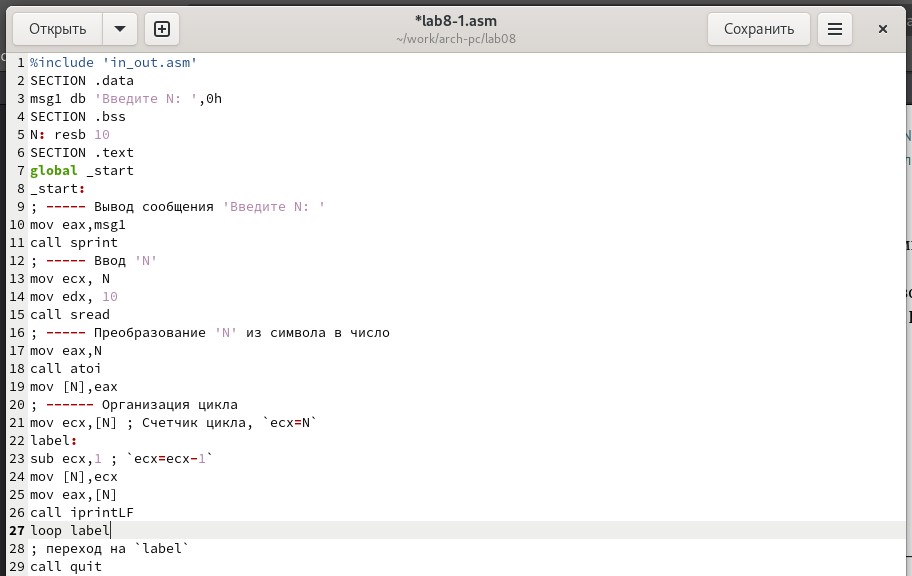 Открыть
*lab8-1.asm
~/work/arch-pc/lab08
Сохранить
1 %include 'in_out.asm'
2 SECTION .data
3 msg1 db 'Введите N: ',0h
4 SECTION .bss
5 N: resb 10
6 SECTION .text
7 global _start
8 _start:
9 ; ----- Вывод сообщения 'Введите N: '
10 mov eax,msg1
11 call sprint
12 ; ----- Ввод 'N'
13 mov ecx, N
14 mov edx, 10
15 call sread
16 ; ----- Преобразование 'N' из символа в число
17 mov eax,N
18 call atoi
19 mov [N],eax
20 ; ------ Организация цикла
21 mov ecx,[N] ; Счетчик цикла, `ecx=N`
22 label:
23 sub ecx,1 ; `ecx=ecx-1`
24 mov [N],ecx
25 mov eax,[N]
26 call iprintLF
27 loop label
28 ; переход на `label`
29 call quit